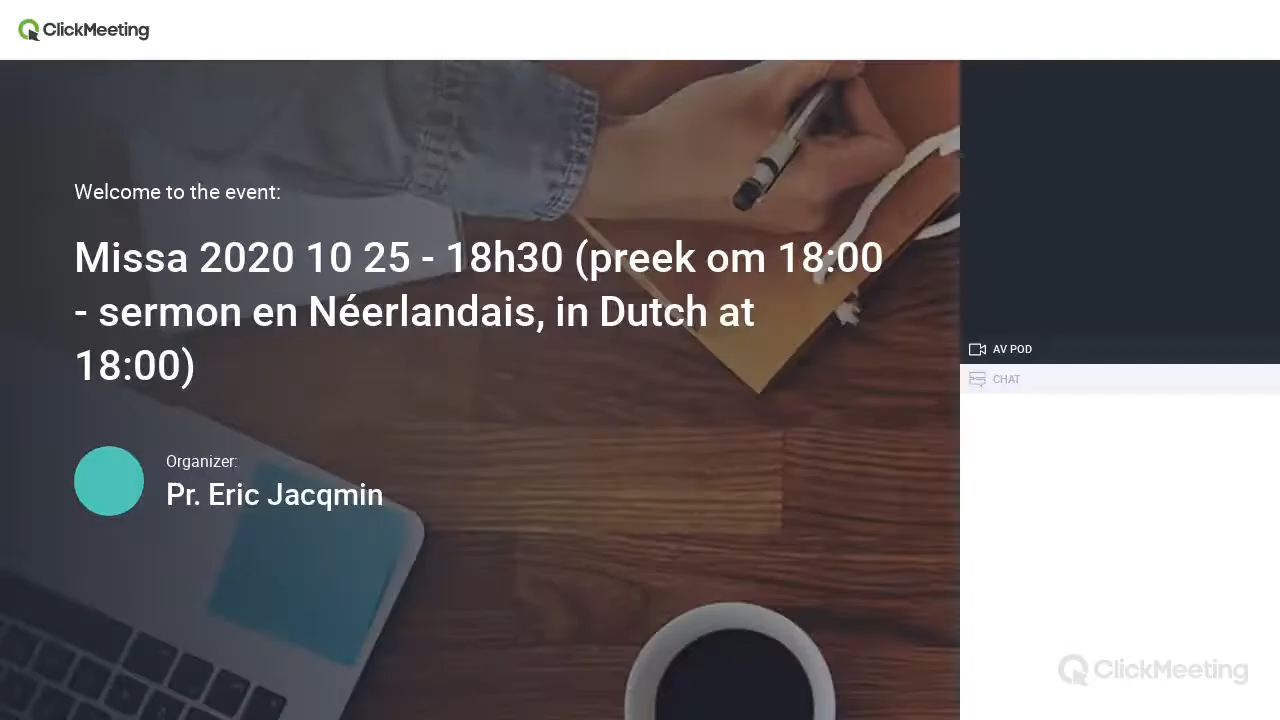 ClickMeeting
Welcome to the event:
Missa 2020 10 25 - 18h30 (preek om 18:00
- sermon en Néerlandais, in Dutch at
18:00)
Organizer:
Pr. Eric Jacqmin
AV POD
CHAT
ClickMeeting